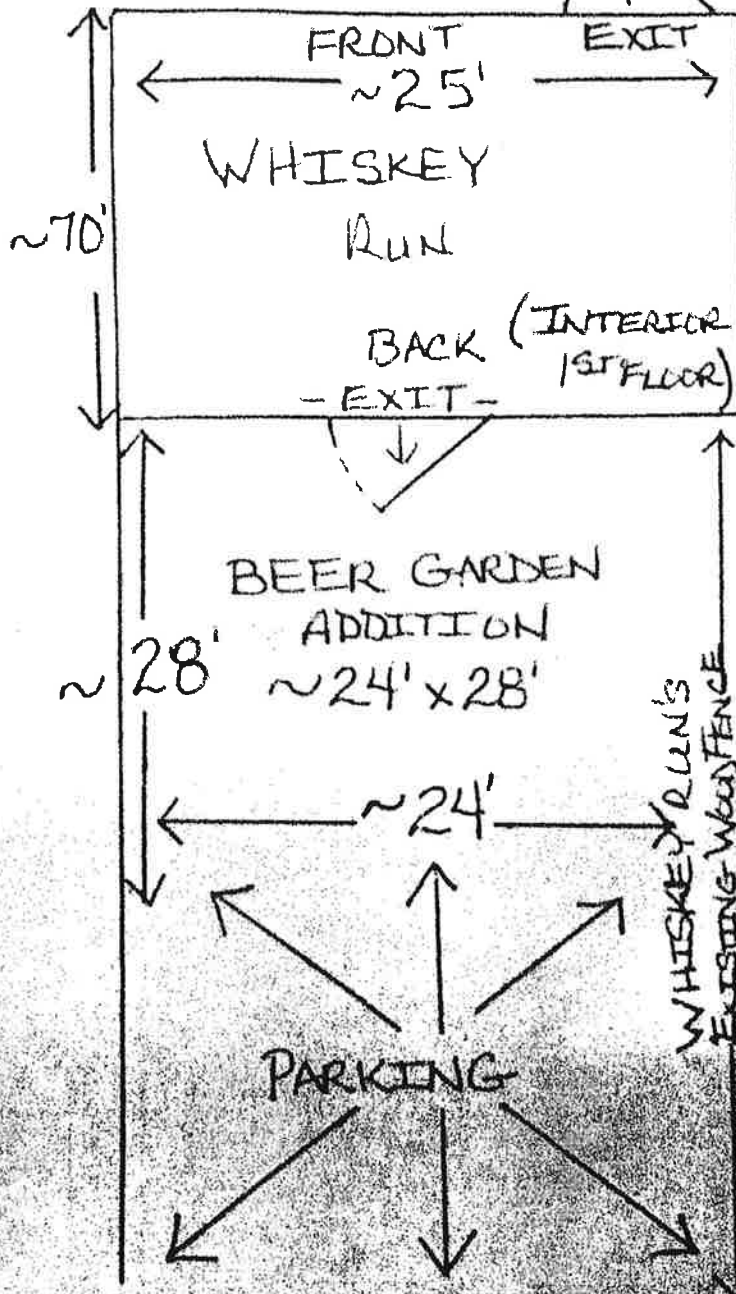 FRONT
EXIT
~25'
WHISKEY
RUN
~70'
BACK
(INTERIOR
1ST FLOOR)
- EXIT -
BEER GARDEN
ADDITION
~24' x 28'
~28'
~24'
WHISKEY RUN'S
EXISTING WOOD FENCE
PARKING